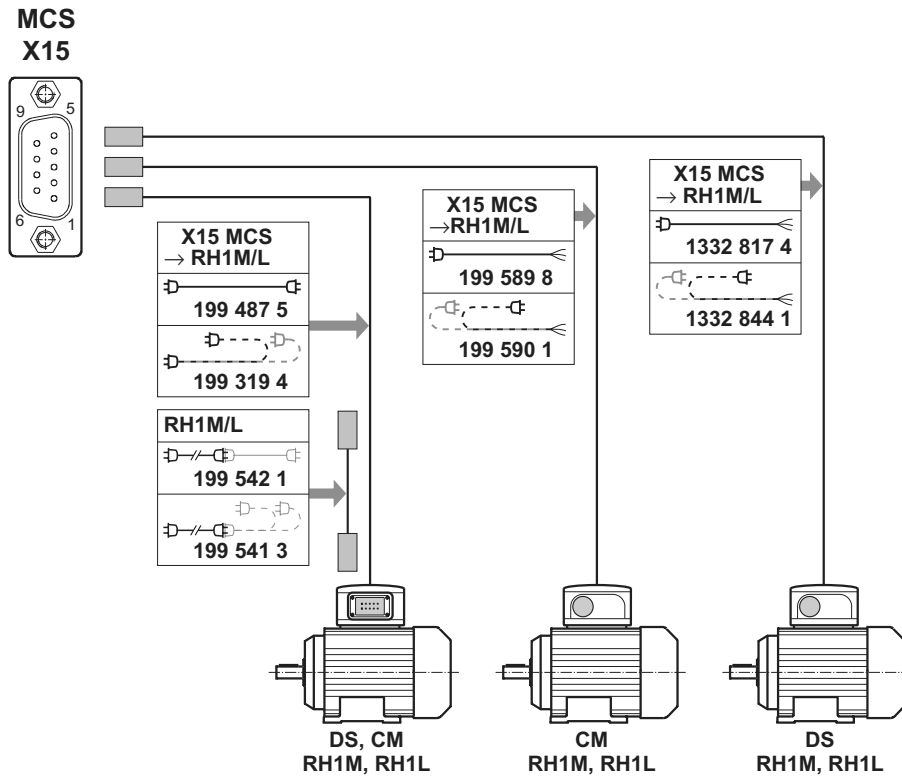 MCS
X15
9
5
6
1
X15 MCS
→ RH1M/L
199 487 5
199 319 4
RH1M/L
199 542 1
199 541 3
X15 MCS
→RH1M/L
199 589 8
199 590 1
X15 MCS
→ RH1M/L
1332 817 4
1332 844 1
DS, CM
RH1M, RH1L
CM
RH1M, RH1L
DS
RH1M, RH1L